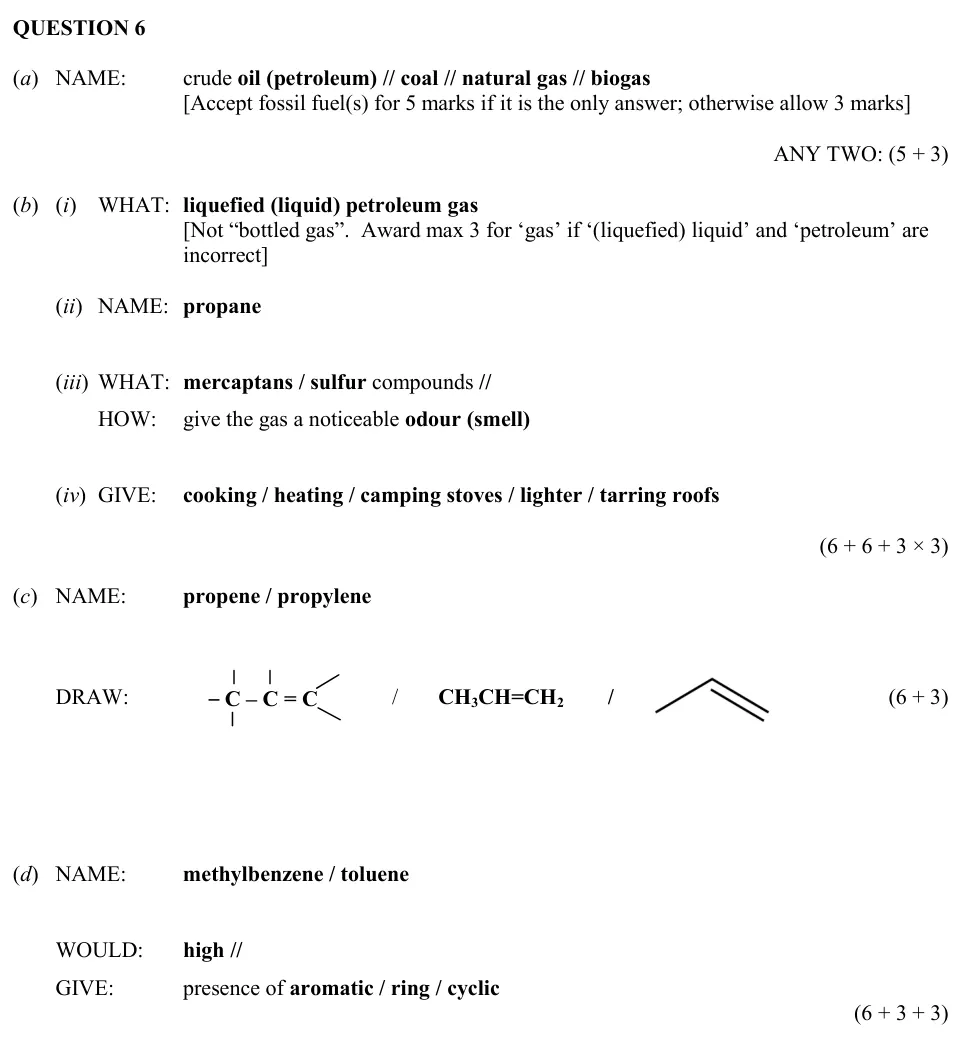 QUESTION 6
(a) NAME: crude oil (petroleum) // coal // natural gas // biogas
[Accept fossil fuel(s) for 5 marks if it is the only answer; otherwise allow 3 marks]
ANY TWO: (5 + 3)
(b) (i) WHAT: liquefied (liquid) petroleum gas
[Not “bottled gas”. Award max 3 for ‘gas’ if ‘(liquefied) liquid’ and ‘petroleum’ are
incorrect]
(ii) NAME: propane
(iii) WHAT: mercaptans / sulfur compounds //
HOW: give the gas a noticeable odour (smell)
(iv) GIVE: cooking / heating / camping stoves / lighter / tarring roofs
(6 + 6 + 3 × 3)
(c) NAME: propene / propylene
DRAW: – C – C = C / CH₃CH=CH₂ / (6 + 3)
(d) NAME: methylbenzene / toluene
WOULD: high //
GIVE: presence of aromatic / ring / cyclic
(6 + 3 + 3)